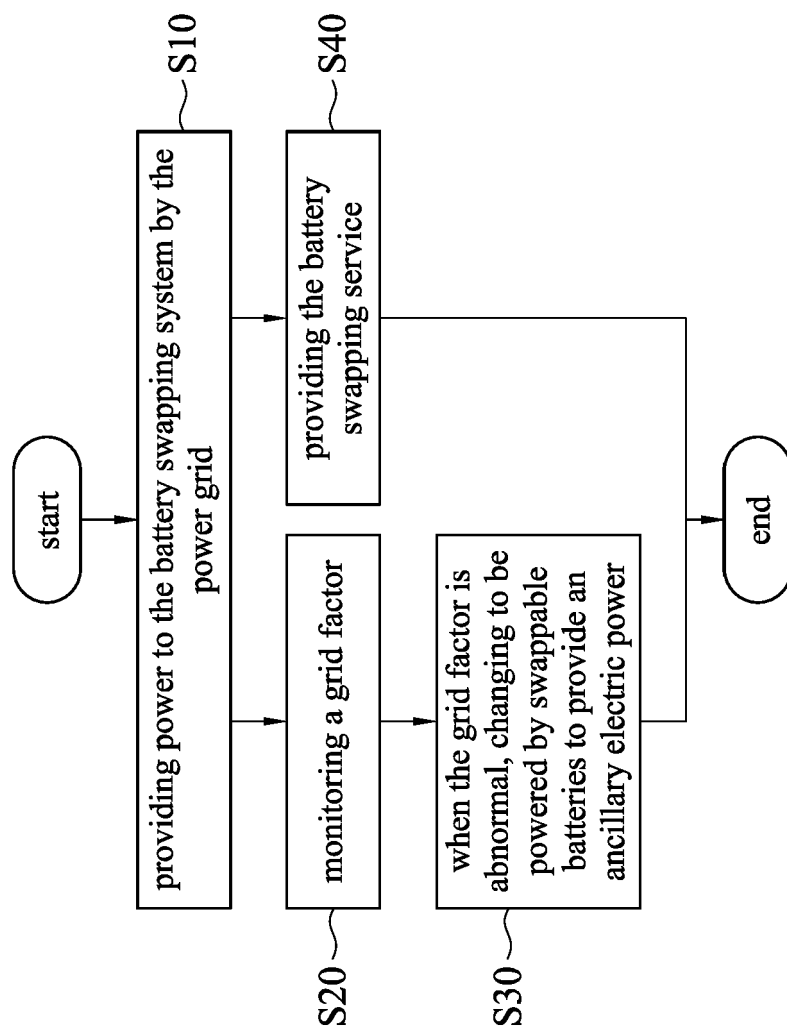 start
providing power to the battery swapping system by the
power grid
S10
monitoring a grid factor
S20
when the grid factor is
abnormal, changing to be
powered by swappable
batteries to provide an
ancillary electric power
S30
providing the battery
swapping service
S40
end